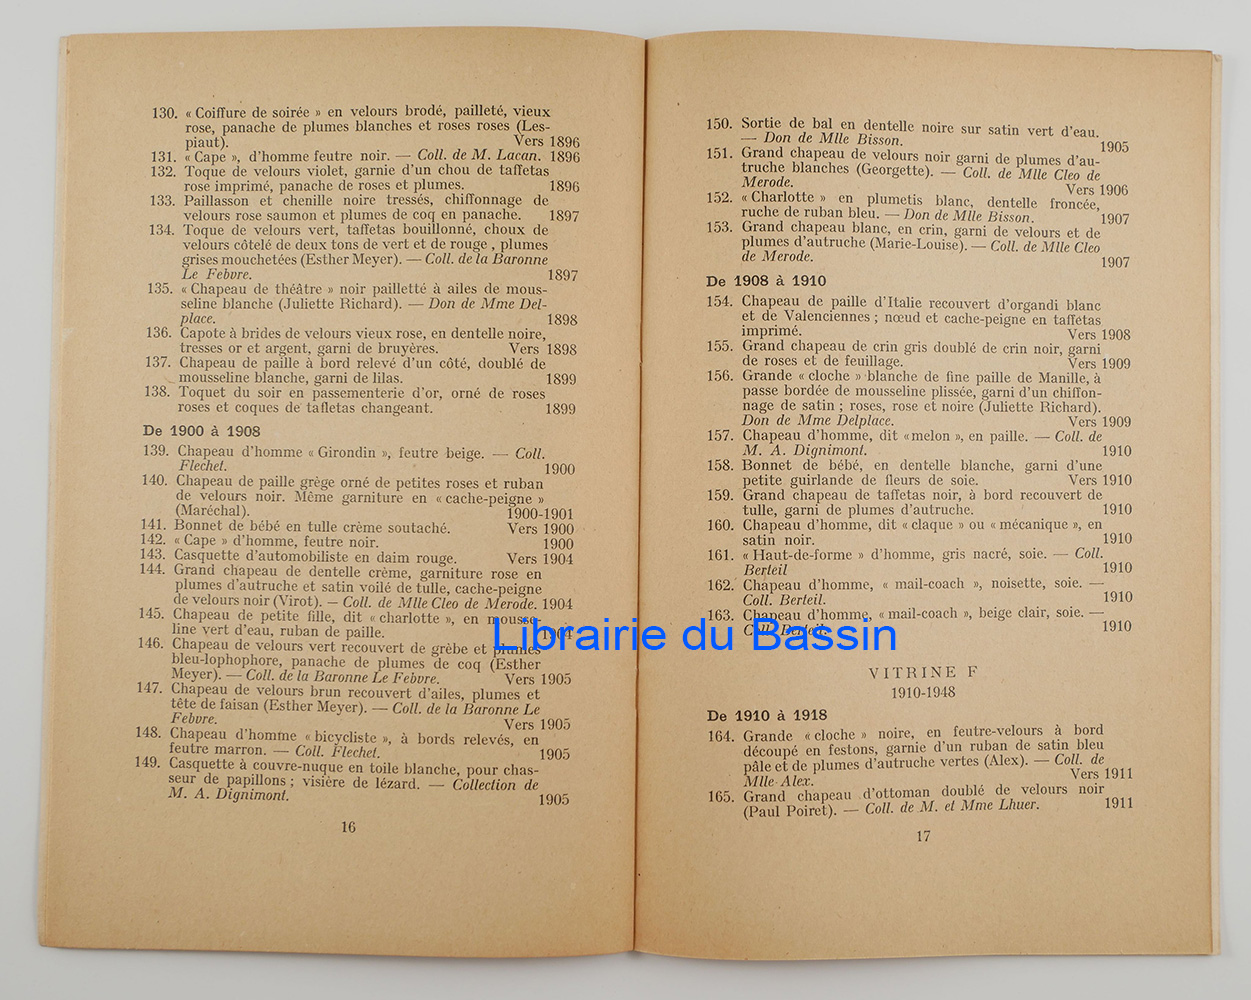 130. « Coiffure de soirée » en velours brodé, pailleté, vieux
rose, panache de plumes blanches et roses roses (Les-
piaut). Vers 1896
131. « Cape », d'homme feutre noir. — Coll. de M. Lacan. 1896
132. Toque de velours violet, garnie d'un chou de taffetas
rose imprimé, panache de roses et plumes. 1896
133. Paillasson et chenille noire tressés, chiffonnage de
velours rose saumon et plumes de coq en panache. 1897
134. Toque de velours vert, taffetas bouillonné, choux de
velours côtelé de deux tons de vert et de rouge , plumes
grises mouchetées (Esther Meyer). — Coll. de la Baronne
Le Febvre. 1897
135. « Chapeau de théâtre » noir pailletté à ailes de mous-
seline blanche (Juliette Richard). — Don de Mme Del-
place. 1898
136. Capote à brides de velours vieux rose, en dentelle noire,
tresses or et argent, garni de bruyères. Vers 1898
137. Chapeau de paille à bord relevé d'un côté, doublé de
mousseline blanche, garni de lilas. 1899
138. Toquet du soir en passementerie d'or, orné de roses
roses et coques de taffetas changeant. 1899
De 1900 à 1908
139. Chapeau d'homme « Girondin », feutre beige. — Coll.
Flechet. 1900
140. Chapeau de paille grège orné de petites roses et ruban
de velours noir. Même garniture en « cache-peigne »
(Maréchal). 1900-1901
141. Bonnet de bébé en tulle crème soutaché. Vers 1900
142. « Cape » d'homme, feutre noir. 1900
143. Casquette d'automobiliste en daim rouge. Vers 1904
144. Grand chapeau de dentelle crème, garniture rose en
plumes d'autruche et satin voilé de tulle, cache-peigne
de velours noir (Virot). — Coll. de Mlle Cleo de Merode. 1904
145. Chapeau de petite fille, dit « charlotte », en mousse-
line vert d'eau, ruban de paille. 1904
146. Chapeau de velours vert recouvert de grèbe et plumes
bleu-lophophore, panache de plumes de coq (Esther
Meyer). — Coll. de la Baronne Le Febvre. Vers 1905
147. Chapeau de velours brun recouvert d'ailes, plumes et
tête de faisan (Esther Meyer). — Coll. de la Baronne Le
Febvre. Vers 1905
148. Chapeau d'homme « bicycliste », à bords relevés, en
feutre marron. — Coll. Flechet. 1905
149. Casquette à couvre-nuque en toile blanche, pour chas-
seur de papillons ; visière de lézard. — Collection de
M. A. Dignimont. 1905
16
150. Sortie de bal en dentelle noire sur satin vert d'eau.
— Don de Mlle Bisson. 1905
151. Grand chapeau de velours noir garni de plumes d'au-
truche blanches (Georgette). — Coll. de Mlle Cleo de
Merode. Vers 1906
152. « Charlotte » en plumetis blanc, dentelle froncée,
ruche de ruban bleu. — Don de Mlle Bisson. 1907
153. Grand chapeau blanc, en crin, garni de velours et de
plumes d'autruche (Marie-Louise). — Coll. de Mlle Cleo
de Merode. 1907
De 1908 à 1910
154. Chapeau de paille d'Italie recouvert d'organdi blanc
et de Valenciennes ; nœud et cache-peigne en taffetas
imprimé. Vers 1908
155. Grand chapeau de crin gris doublé de crin noir, garni
de roses et de feuillage. Vers 1909
156. Grande « cloche » blanche de fine paille de Manille, à
passe bordée de mousseline plissée, garni d'un chiffon-
nage de satin ; roses, rose et noire (Juliette Richard).
Don de Mme Delplace. Vers 1909
157. Chapeau d'homme, dit « melon », en paille. — Coll. de
M. A. Dignimont. 1910
158. Bonnet de bébé, en dentelle blanche, garni d'une
petite guirlande de fleurs de soie. Vers 1910
159. Grand chapeau de taffetas noir, à bord recouvert de
tulle, garni de plumes d'autruche. 1910
160. Chapeau d'homme, dit « claque » ou « mécanique », en
satin noir. 1910
161. « Haut-de-forme » d'homme, gris nacré, soie. — Coll.
Berteil 1910
162. Chapeau d'homme, « mail-coach », noisette, soie. —
Coll. Berteil. 1910
163. Chapeau d'homme, « mail-coach », beige clair, soie. —
Coll. Berteil. 1910
Librairie du Bassin
VITRINE F
1910-1948
De 1910 à 1918
164. Grande « cloche » noire, en feutre-velours à bord
découpé en festons, garnie d'un ruban de satin bleu
pâle et de plumes d'autruche vertes (Alex). — Coll. de
Mlle Alex. Vers 1911
165. Grand chapeau d'ottoman doublé de velours noir
(Paul Poiret). — Coll. de M. et Mme Lhuer. 1911
17